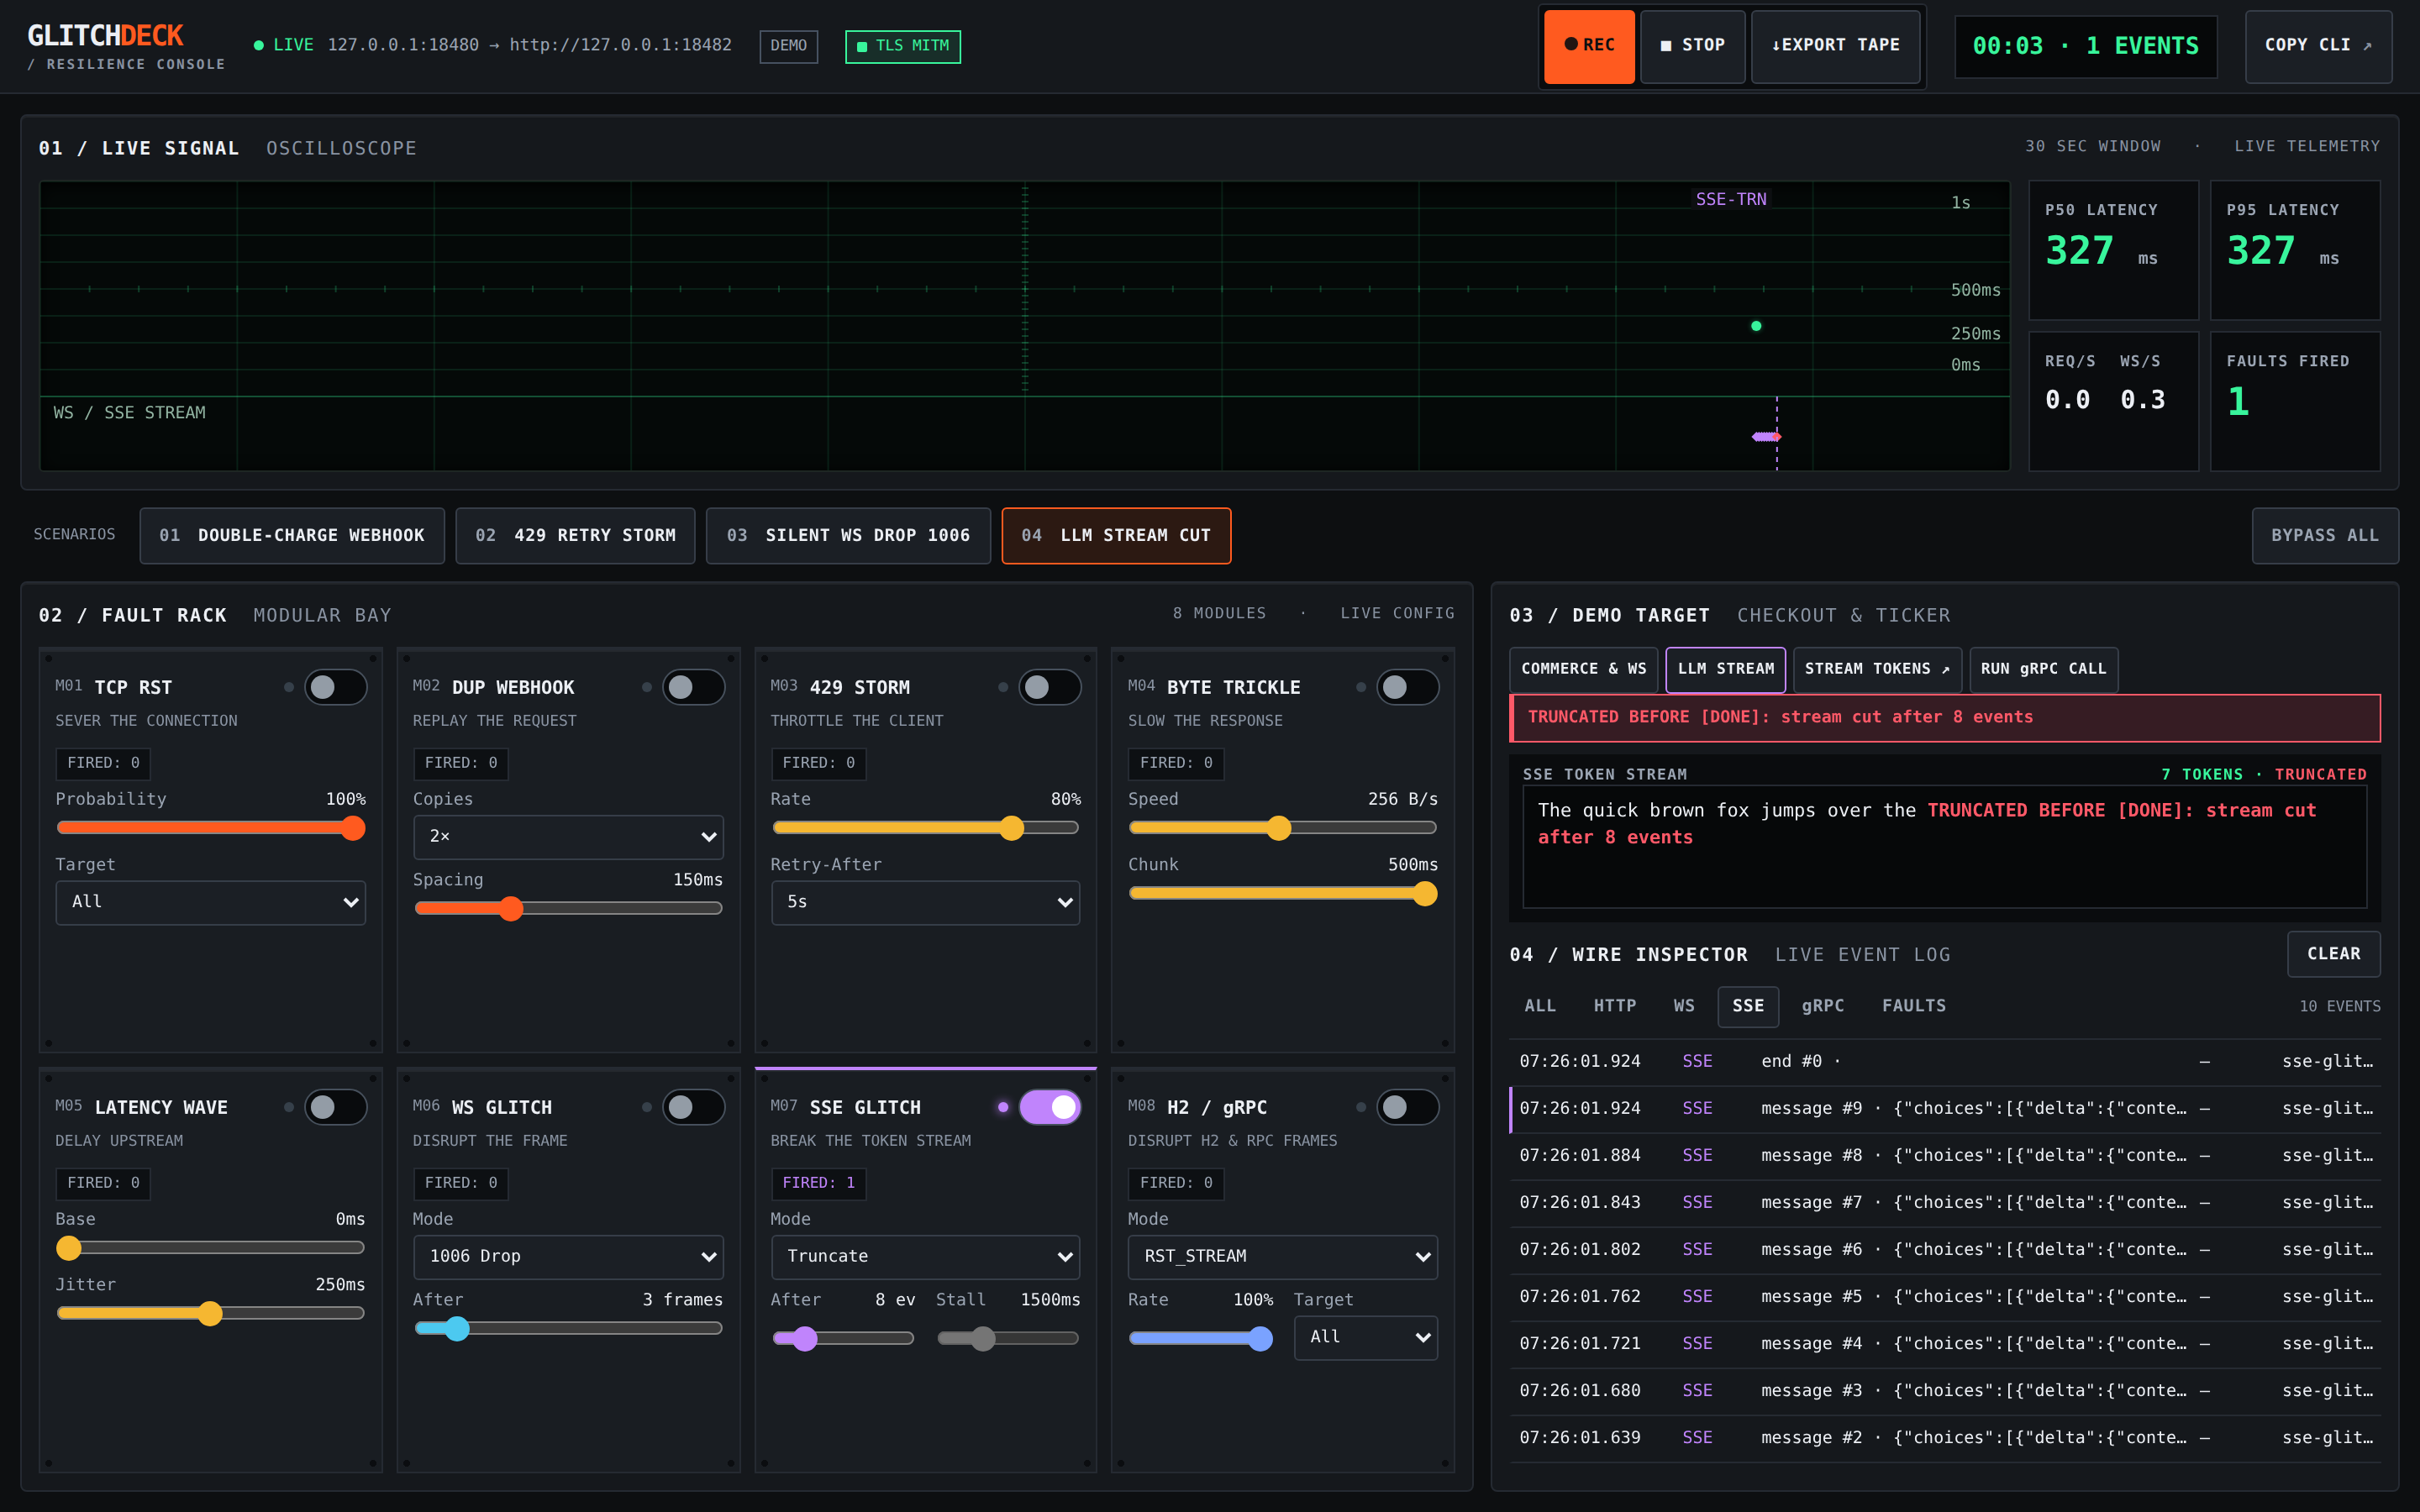 GLITCHDECK
/ RESILIENCE CONSOLE
LIVE 127.0.0.1:18480 → http://127.0.0.1:18482
DEMO
TLS MITM
REC
STOP
↓EXPORT TAPE
00:03 · 1 EVENTS
COPY CLI ↗
01 / LIVE SIGNAL OSCILLOSCOPE
30 SEC WINDOW · LIVE TELEMETRY
SSE-TRN
1s
500ms
250ms
0ms
WS / SSE STREAM
P50 LATENCY
327 ms
P95 LATENCY
327 ms
REQ/S WS/S
0.0 0.3
FAULTS FIRED
1
SCENARIOS
01 DOUBLE-CHARGE WEBHOOK
02 429 RETRY STORM
03 SILENT WS DROP 1006
04 LLM STREAM CUT
BYPASS ALL
02 / FAULT RACK MODULAR BAY
8 MODULES · LIVE CONFIG
M01 TCP RST
SEVER THE CONNECTION
FIRED: 0
Probability 100%
Target
All
M02 DUP WEBHOOK
REPLAY THE REQUEST
FIRED: 0
Copies
2×
Spacing 150ms
M03 429 STORM
THROTTLE THE CLIENT
FIRED: 0
Rate 80%
Retry-After
5s
M04 BYTE TRICKLE
SLOW THE RESPONSE
FIRED: 0
Speed 256 B/s
Chunk 500ms
M05 LATENCY WAVE
DELAY UPSTREAM
FIRED: 0
Base 0ms
Jitter 250ms
M06 WS GLITCH
DISRUPT THE FRAME
FIRED: 0
Mode
1006 Drop
After 3 frames
M07 SSE GLITCH
BREAK THE TOKEN STREAM
FIRED: 1
Mode
Truncate
After 8 ev Stall 1500ms
M08 H2 / gRPC
DISRUPT H2 & RPC FRAMES
FIRED: 0
Mode
RST_STREAM
Rate 100% Target
All
03 / DEMO TARGET CHECKOUT & TICKER
COMMERCE & WS
LLM STREAM
STREAM TOKENS ↗
RUN gRPC CALL
TRUNCATED BEFORE [DONE]: stream cut after 8 events
SSE TOKEN STREAM 7 TOKENS · TRUNCATED
The quick brown fox jumps over the TRUNCATED BEFORE [DONE]: stream cut
after 8 events
04 / WIRE INSPECTOR LIVE EVENT LOG
CLEAR
ALL HTTP WS SSE gRPC FAULTS 10 EVENTS
07:26:01.924 SSE end #0 · — sse-glit…
07:26:01.924 SSE message #9 · {"choices":[{"delta":{"conte… — sse-glit…
07:26:01.884 SSE message #8 · {"choices":[{"delta":{"conte… — sse-glit…
07:26:01.843 SSE message #7 · {"choices":[{"delta":{"conte… — sse-glit…
07:26:01.802 SSE message #6 · {"choices":[{"delta":{"conte… — sse-glit…
07:26:01.762 SSE message #5 · {"choices":[{"delta":{"conte… — sse-glit…
07:26:01.721 SSE message #4 · {"choices":[{"delta":{"conte… — sse-glit…
07:26:01.680 SSE message #3 · {"choices":[{"delta":{"conte… — sse-glit…
07:26:01.639 SSE message #2 · {"choices":[{"delta":{"conte… — sse-glit…